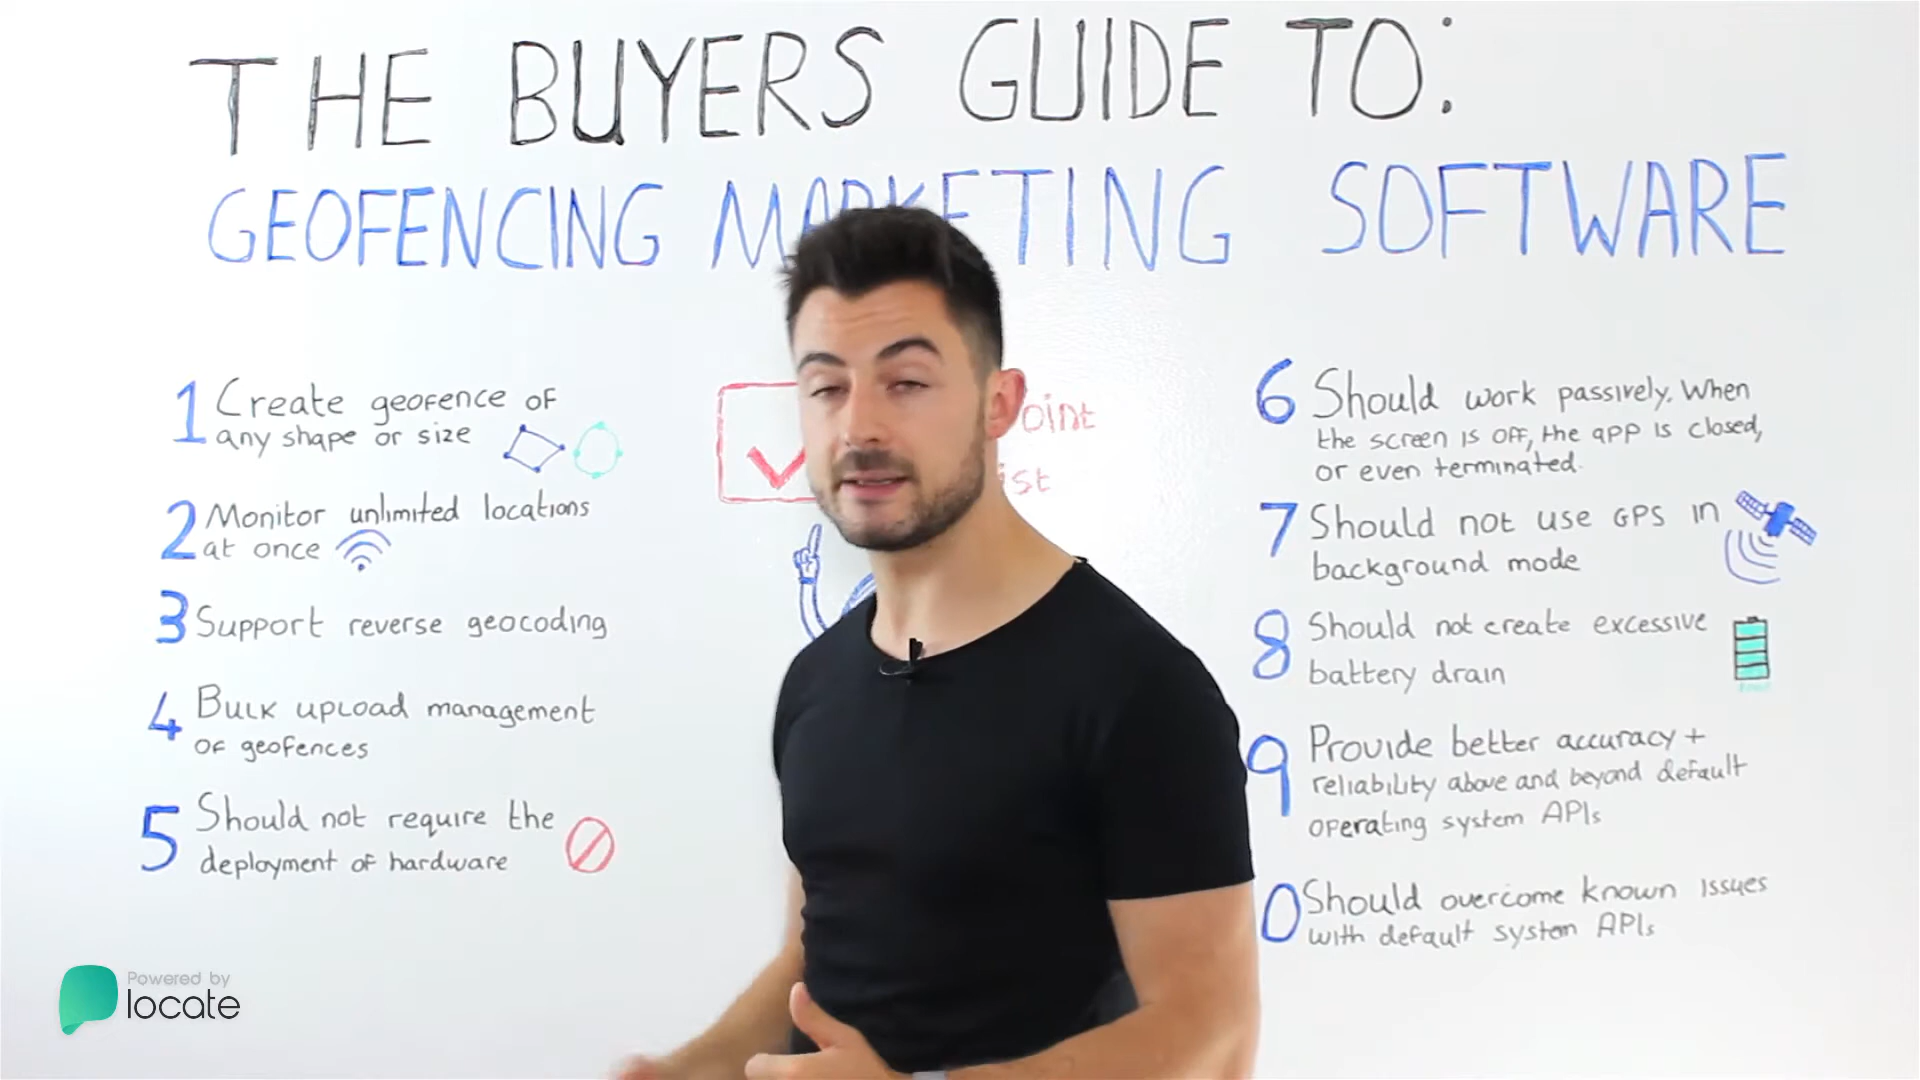 THE BUYERS GUIDE TO:
GEOFENCING MARKETING SOFTWARE
1 Create geofence of
any shape or size
2 Monitor unlimited locations
at once
3 Support reverse geocoding
4 Bulk upload management
of geofences
5 Should not require the
deployment of hardware
oint
ist
6 Should work passively. When
the screen is off, the app is closed,
or even terminated.
7 Should not use GPS in
background mode
8 Should not create excessive
battery drain
9 Provide better accuracy +
reliability above and beyond default
operating system APIs
0 Should overcome known issues
with default system APIs
Powered by
locate